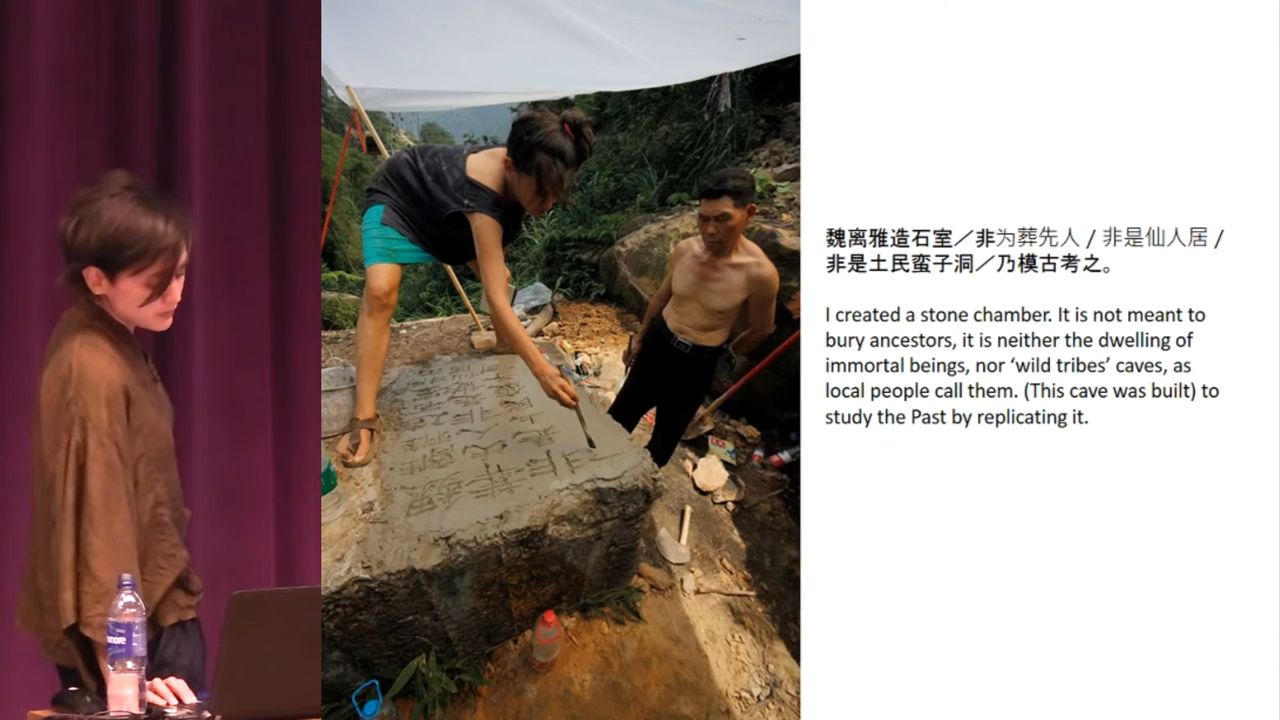 魏离雅造石室／非为葬先人 / 非是仙人居 /
非是土民蛮子洞／乃模古考之。
I created a stone chamber. It is not meant to
bury ancestors, it is neither the dwelling of
immortal beings, nor ‘wild tribes’ caves, as
local people call them. (This cave was built) to
study the Past by replicating it.